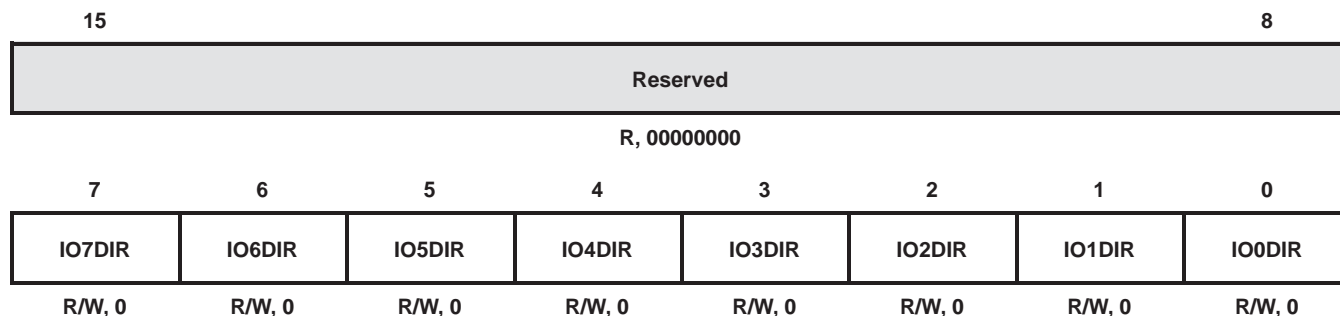 15 8
Reserved
R, 00000000
7 6 5 4 3 2 1 0
IO7DIR IO6DIR IO5DIR IO4DIR IO3DIR IO2DIR IO1DIR IO0DIR
R/W, 0 R/W, 0 R/W, 0 R/W, 0 R/W, 0 R/W, 0 R/W, 0 R/W, 0